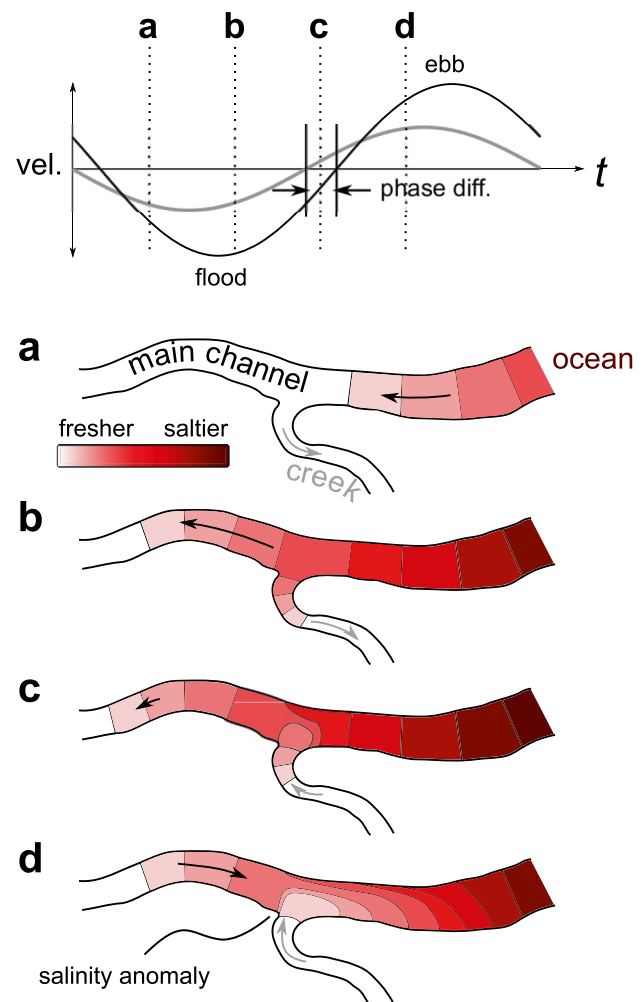 a b c d
ebb
vel.
t
phase diff.
flood
a
main channel
ocean
fresher saltier
creek
b
c
d
salinity anomaly